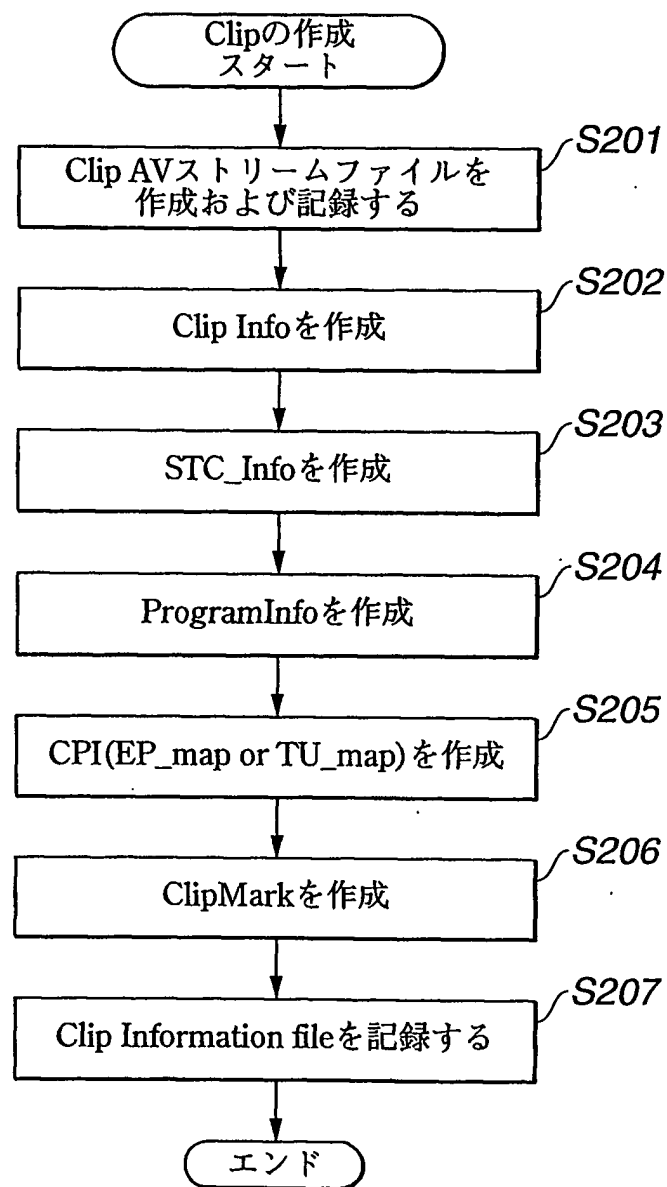 Clipの作成
スタート
S201
Clip AVストリームファイルを
作成および記録する
S202
Clip Infoを作成
S203
STC_Infoを作成
S204
ProgramInfoを作成
S205
CPI(EP_map or TU_map)を作成
S206
ClipMarkを作成
S207
Clip Information fileを記録する
エンド